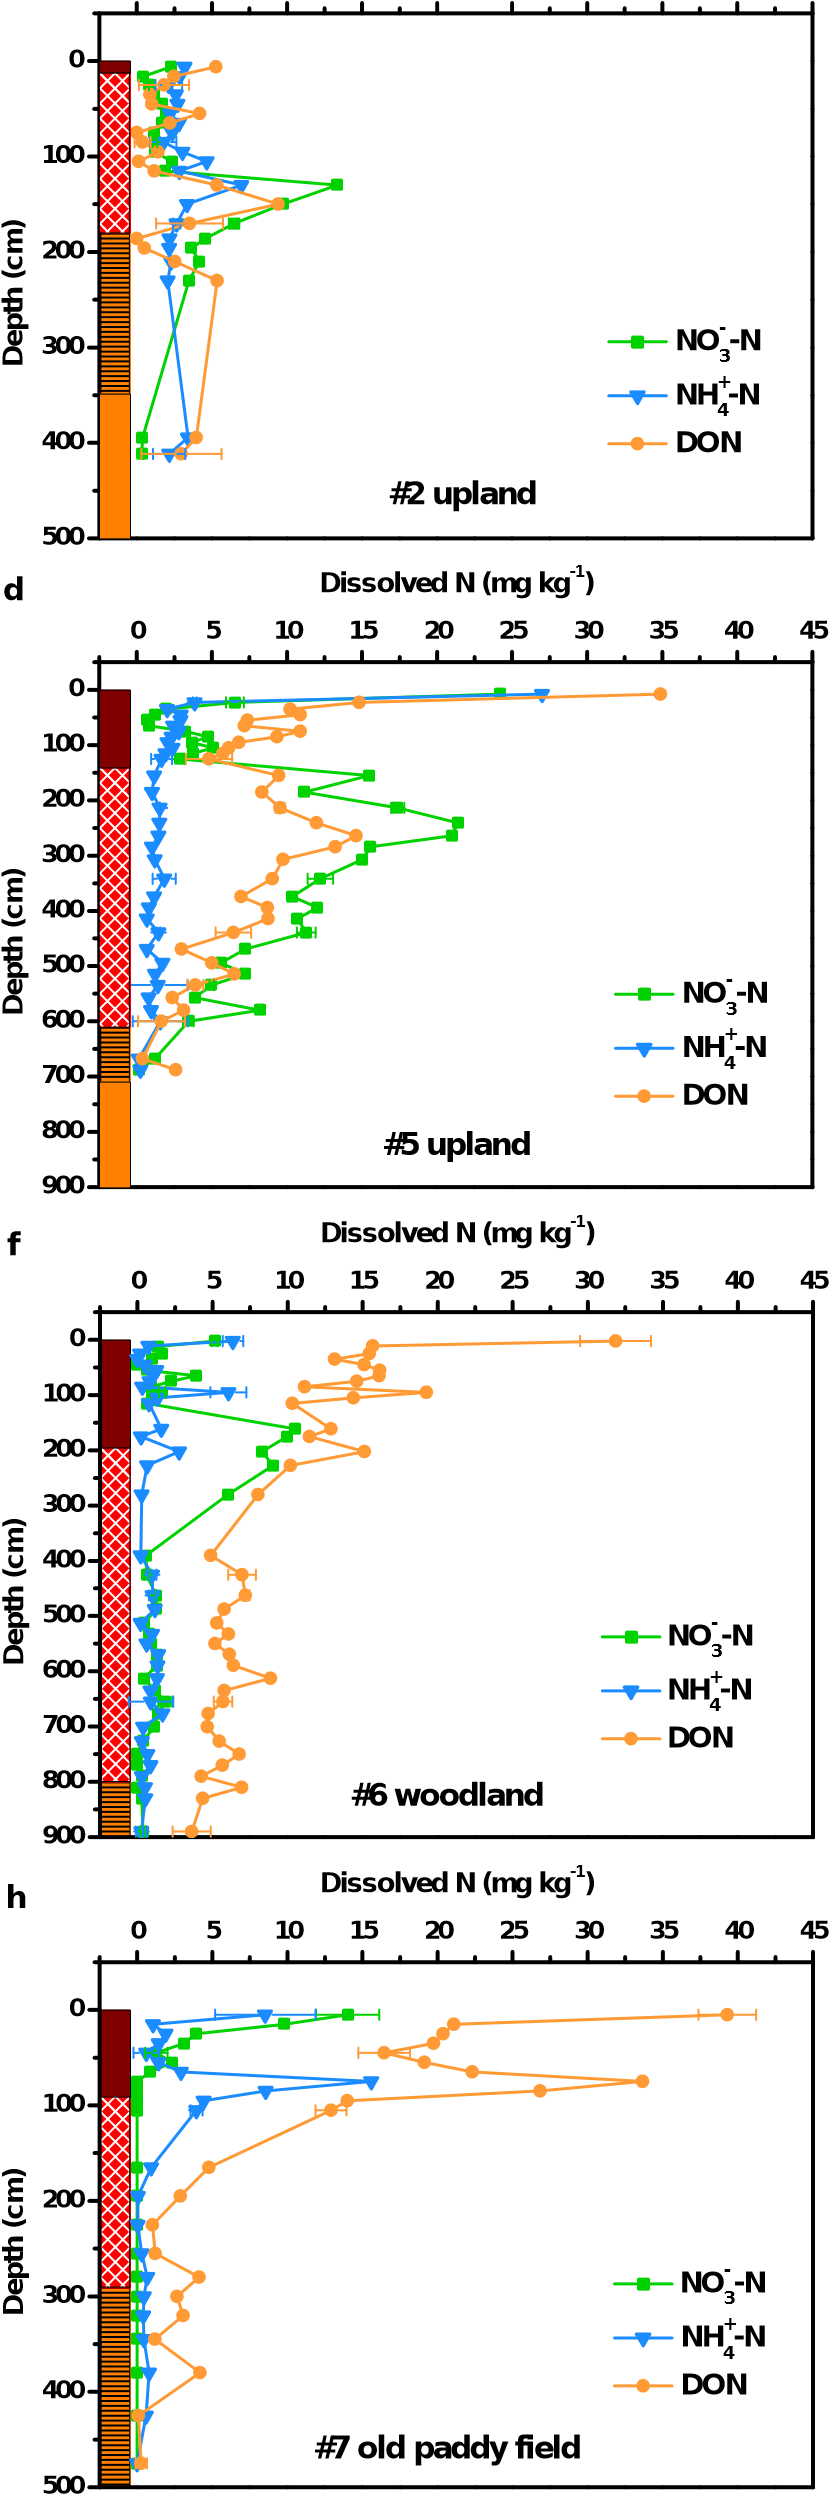 0
100
200
300
400
500
Depth (cm)
NO3⁻-N
NH4⁺-N
DON
#2 upland
d
Dissolved N (mg kg⁻¹)
0 5 10 15 20 25 30 35 40 45
0
100
200
300
400
500
600
700
800
900
Depth (cm)
NO3⁻-N
NH4⁺-N
DON
#5 upland
f
Dissolved N (mg kg⁻¹)
0 5 10 15 20 25 30 35 40 45
0
100
200
300
400
500
600
700
800
900
Depth (cm)
NO3⁻-N
NH4⁺-N
DON
#6 woodland
h
Dissolved N (mg kg⁻¹)
0 5 10 15 20 25 30 35 40 45
0
100
200
300
400
500
Depth (cm)
NO3⁻-N
NH4⁺-N
DON
#7 old paddy field